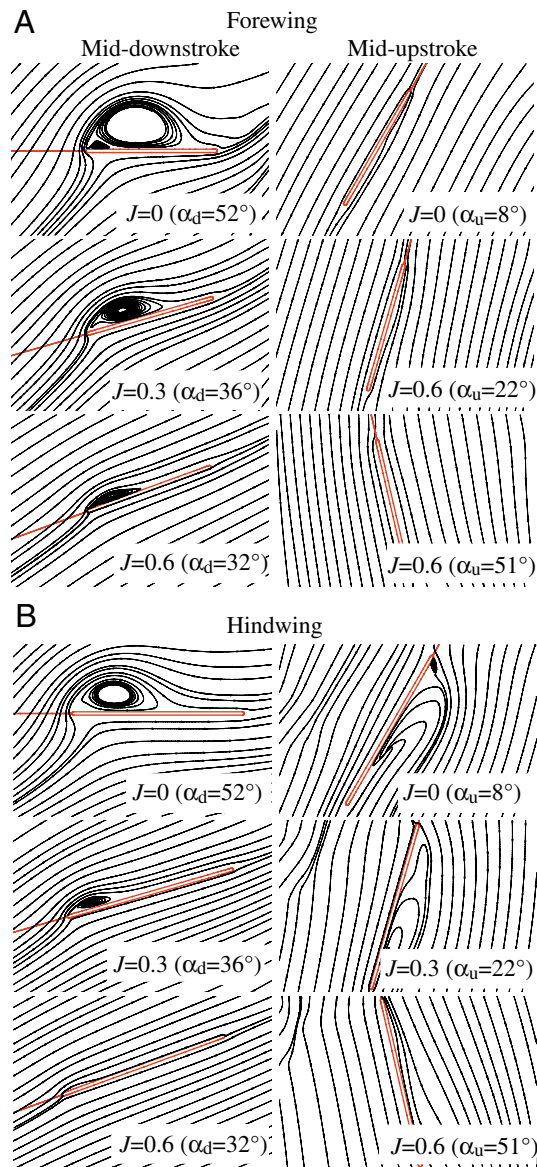 A
Forewing
Mid-downstroke Mid-upstroke
J=0 (αd=52°) J=0 (αu=8°)
J=0.3 (αd=36°) J=0.6 (αu=22°)
J=0.6 (αd=32°) J=0.6 (αu=51°)
B
Hindwing
J=0 (αd=52°) J=0 (αu=8°)
J=0.3 (αd=36°) J=0.3 (αu=22°)
J=0.6 (αd=32°) J=0.6 (αu=51°)